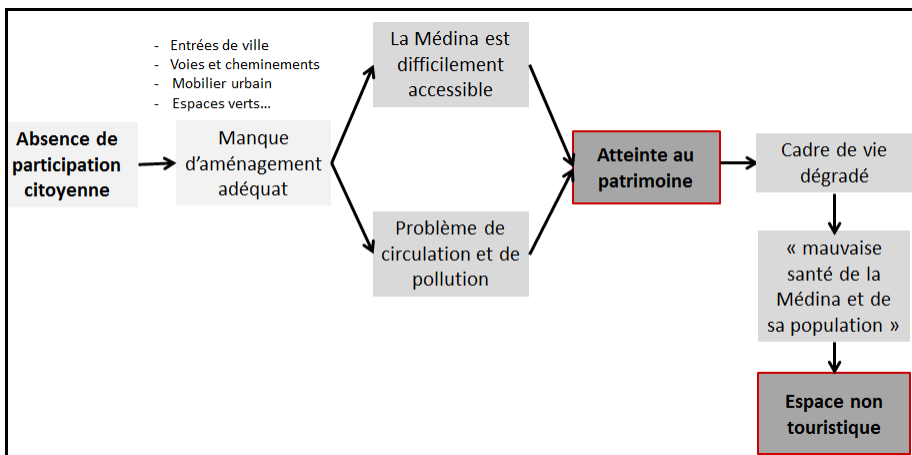 - Entrées de ville
- Voies et cheminements
- Mobilier urbain
- Espaces verts...
Absence de
participation
citoyenne
Manque
d'aménagement
adéquat
La Médina est
difficilement
accessible
Problème de
circulation et de
pollution
Atteinte au
patrimoine
Cadre de vie
dégradé
« mauvaise
santé de la
Médina et de
sa population »
Espace non
touristique